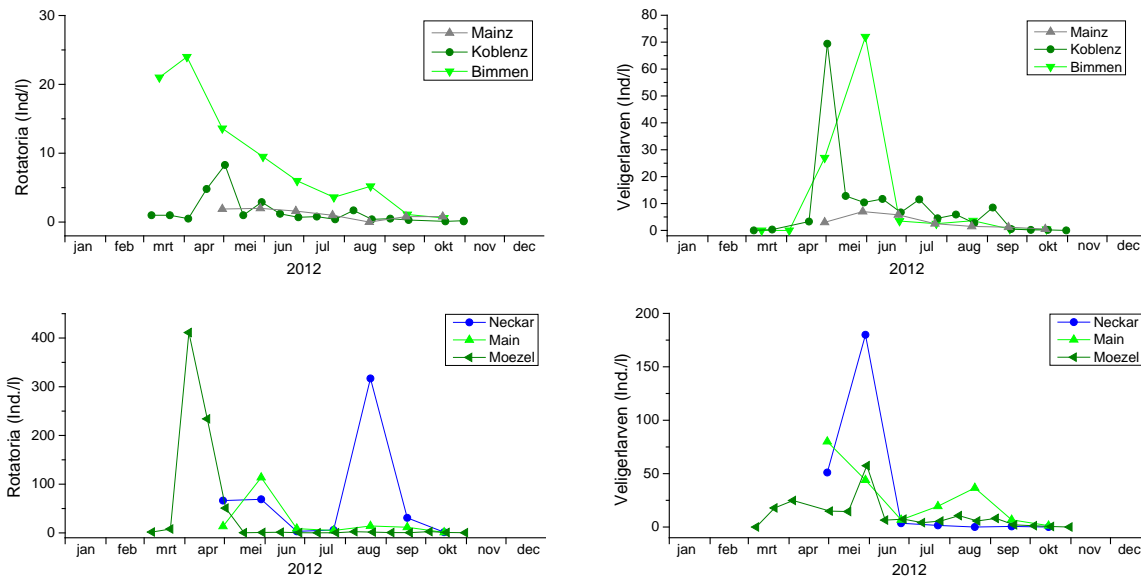 Rotatoria (Ind/l)
30
20
10
0
Mainz
Koblenz
Bimmen
jan feb mrt apr mei jun jul aug sep okt nov dec
2012
Veligerlarven (Ind/l)
80
70
60
50
40
30
20
10
0
Mainz
Koblenz
Bimmen
jan feb mrt apr mei jun jul aug sep okt nov dec
2012
Rotatoria (Ind./l)
400
300
200
100
0
Neckar
Main
Moezel
jan feb mrt apr mei jun jul aug sep okt nov dec
2012
Veligerlarven (Ind./l)
200
150
100
50
0
Neckar
Main
Moezel
jan feb mrt apr mei jun jul aug sep okt nov dec
2012